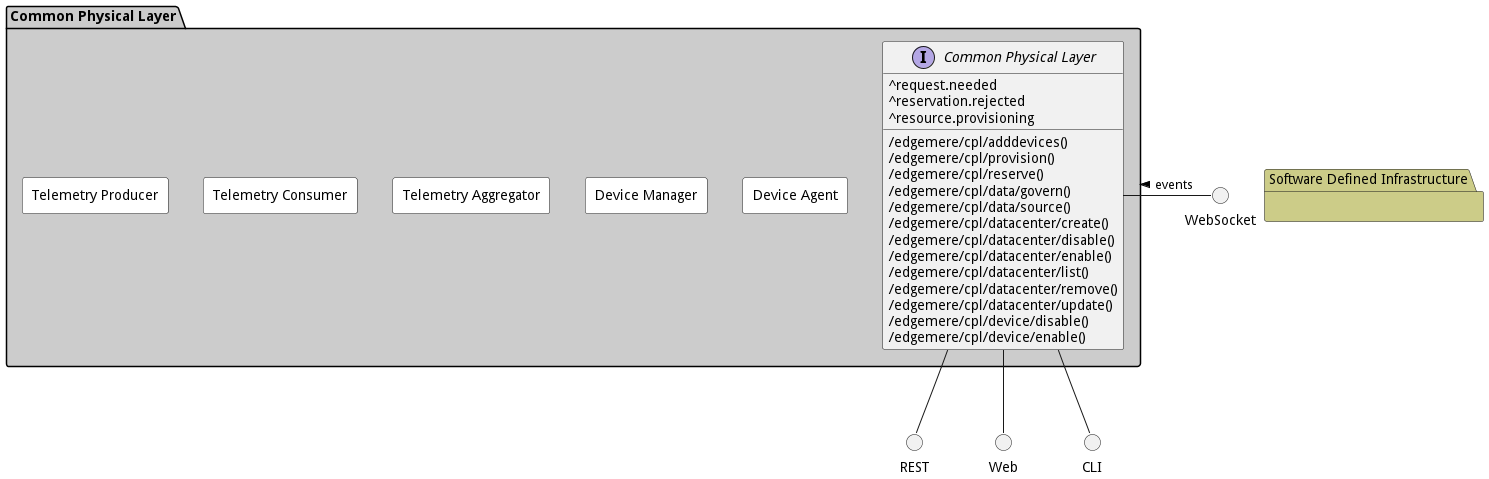 Common Physical Layer
I Common Physical Layer
^request.needed
^reservation.rejected
^resource.provisioning
/edgemere/cpl/adddevices()
/edgemere/cpl/provision()
/edgemere/cpl/reserve()
/edgemere/cpl/data/govern()
/edgemere/cpl/data/source()
/edgemere/cpl/datacenter/create()
/edgemere/cpl/datacenter/disable()
/edgemere/cpl/datacenter/enable()
/edgemere/cpl/datacenter/list()
/edgemere/cpl/datacenter/remove()
/edgemere/cpl/datacenter/update()
/edgemere/cpl/device/disable()
/edgemere/cpl/device/enable()
Telemetry Producer
Telemetry Consumer
Telemetry Aggregator
Device Manager
Device Agent
events
WebSocket
Software Defined Infrastructure
REST
Web
CLI